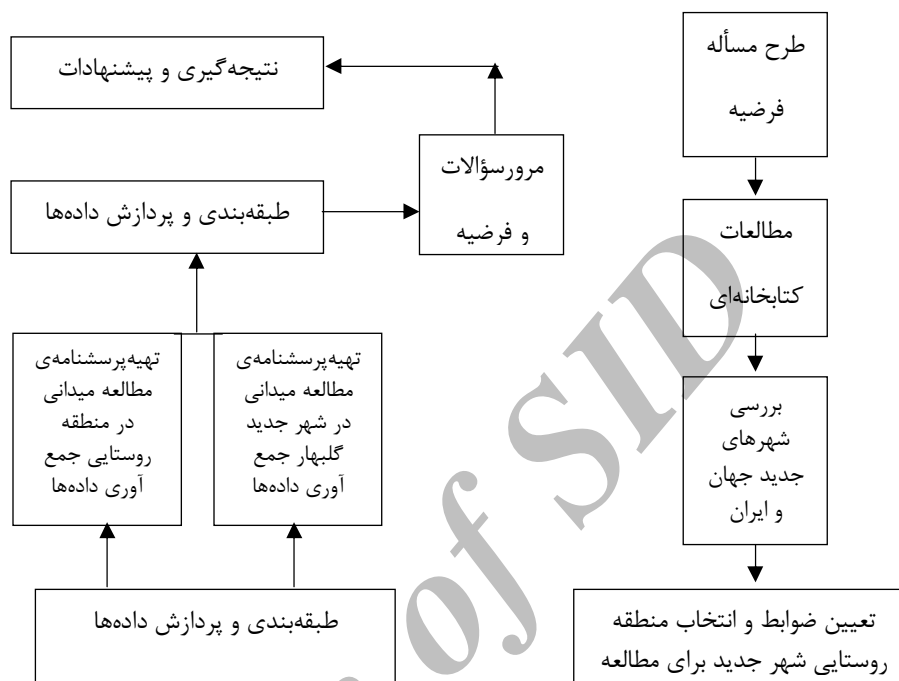 طرح مسأله
فرضیه
مطالعات
کتابخانه‌ای
بررسی
شهرهای
جدید جهان
و ایران
تعیین ضوابط و انتخاب منطقه
روستایی شهر جدید برای مطالعه
نتیجه‌گیری و پیشنهادات
مرورسؤالات
و فرضیه
طبقه‌بندی و پردازش داده‌ها
تهیه‌پرسشنامه‌ی
مطالعه میدانی
در شهر جدید
گلبهار جمع
آوری داده‌ها
تهیه‌پرسشنامه‌ی
مطالعه میدانی
در منطقه
روستایی جمع
آوری داده‌ها
طبقه‌بندی و پردازش داده‌ها
of SID